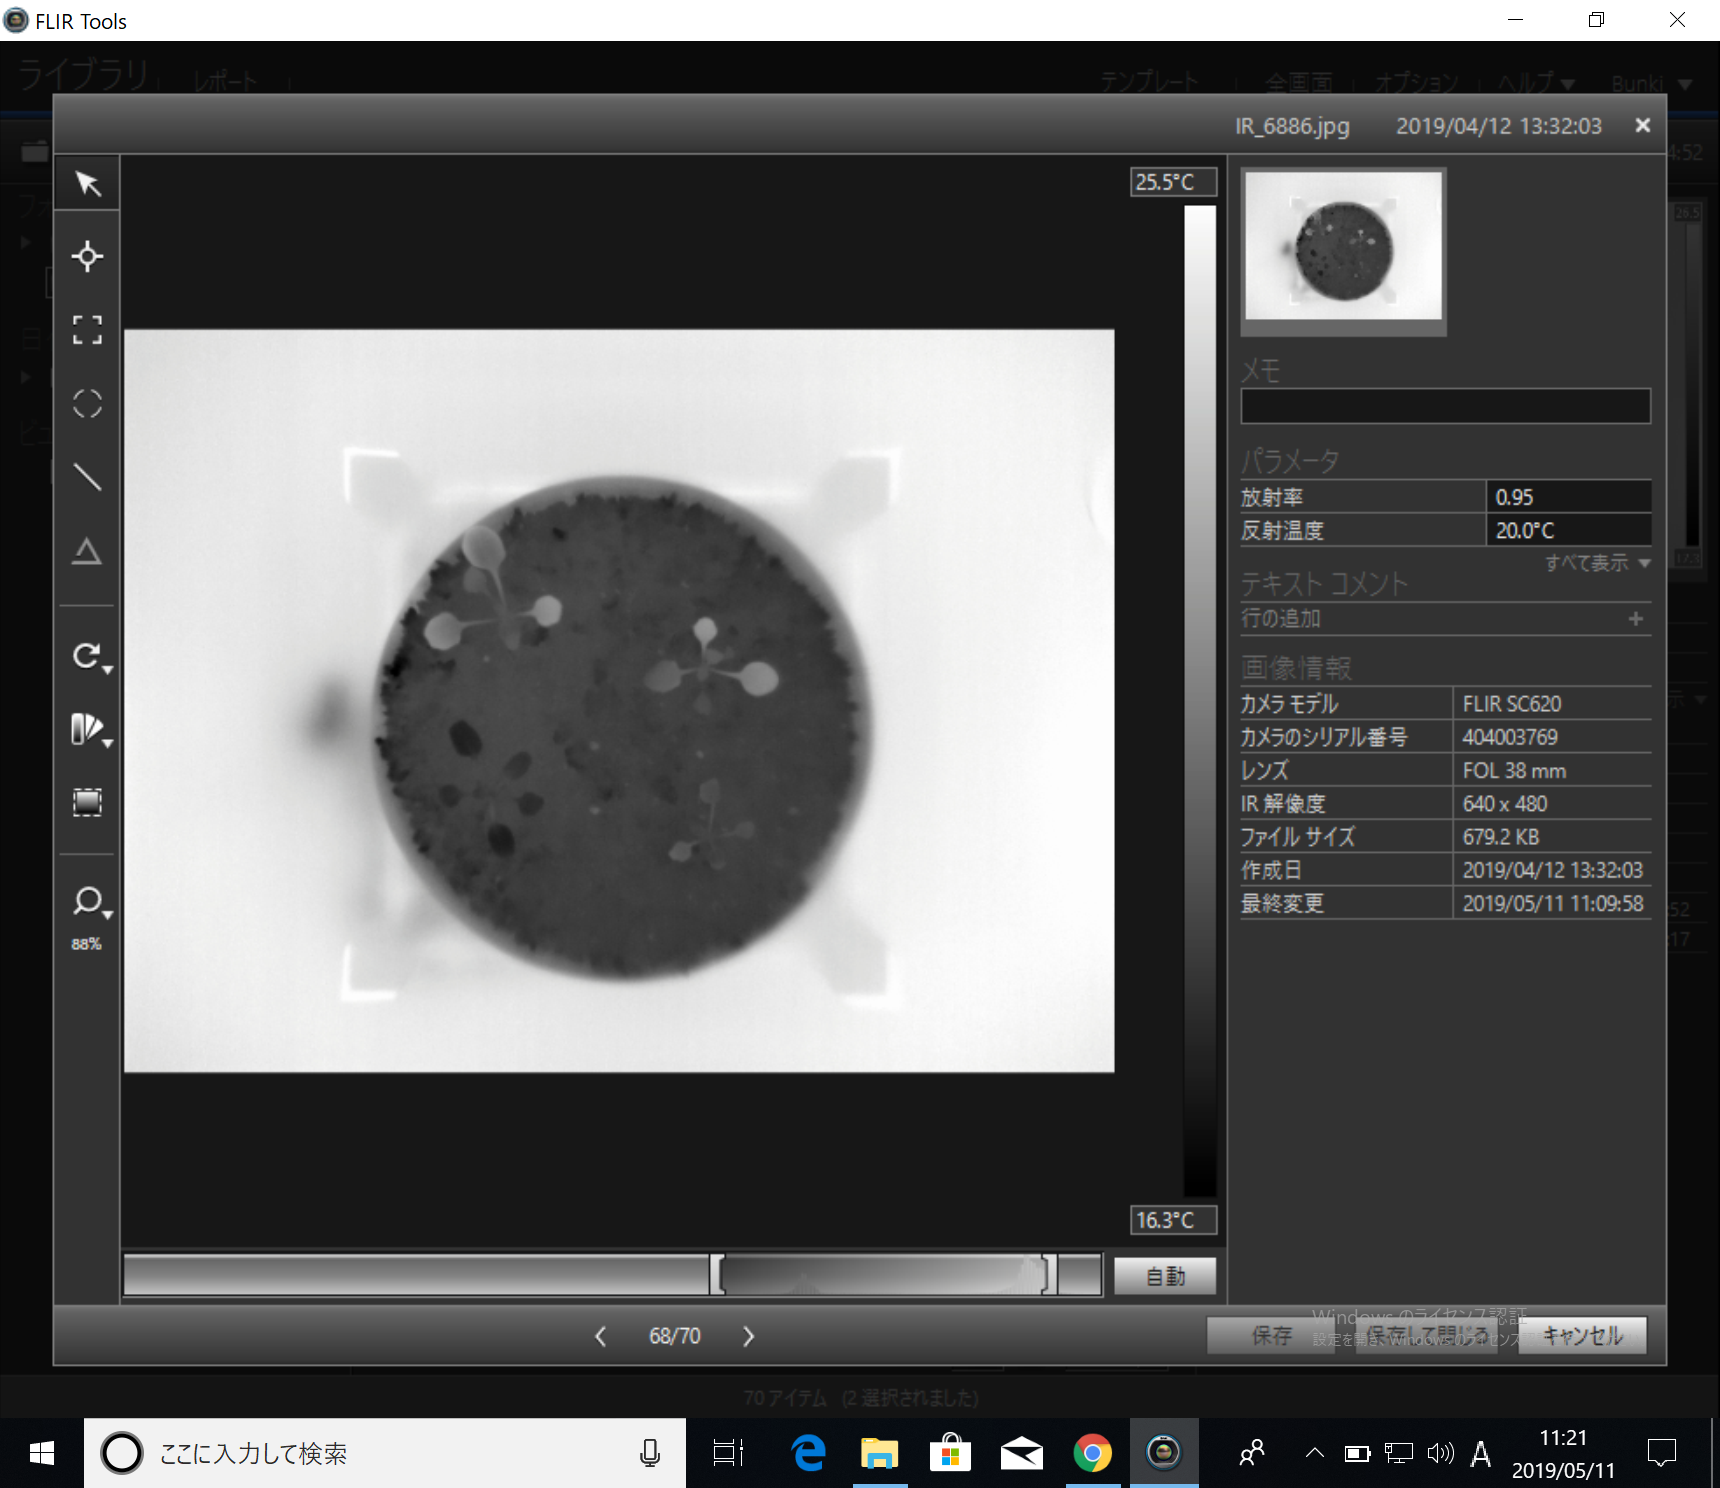 FLIR Tools
ライブラリ レポート テンプレート 全画面 オプション ヘルプ Bunki
IR_6886.jpg 2019/04/12 13:32:03
4:52
25.5°C
26.5
メモ
パラメータ
放射率 0.95
反射温度 20.0°C
17.3
すべて表示
テキスト コメント
行の追加 +
画像情報
カメラ モデル FLIR SC620
カメラのシリアル番号 404003769
レンズ FOL 38 mm
IR 解像度 640 x 480
ファイル サイズ 679.2 KB
作成日 2019/04/12 13:32:03
最終変更 2019/05/11 11:09:58
88%
16.3°C
自動
68/70
Windows のライセンス認証
設定を開き、Windows のライセンス
保存 保存して閉じる キャンセル
70 アイテム (2 選択されました)
ここに入力して検索
A
11:21
2019/05/11